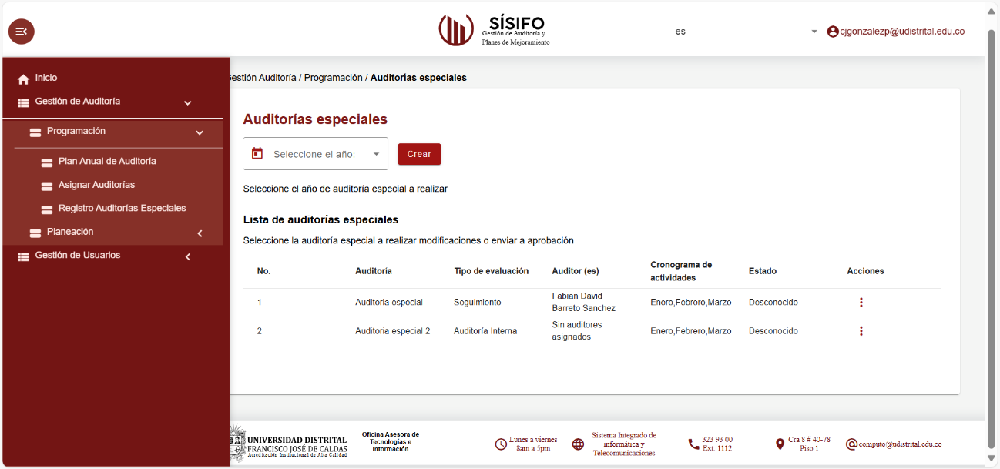 SÍSIFO
Gestión de Auditoría y
Planes de Mejoramiento
es
cjgonzalezp@udistrital.edu.co
Inicio
Gestión de Auditoría
Programación
Plan Anual de Auditoría
Asignar Auditorías
Registro Auditorías Especiales
Planeación
Gestión de Usuarios
estión Auditoría / Programación / Auditorías especiales
Auditorías especiales
Seleccione el año:
Crear
Seleccione el año de auditoría especial a realizar
Lista de auditorías especiales
Seleccione la auditoría especial a realizar modificaciones o enviar a aprobación
No. Auditoría Tipo de evaluación Auditor (es) Cronograma de actividades Estado Acciones
1 Auditoria especial Seguimiento Fabian David Barreto Sanchez Enero,Febrero,Marzo Desconocido
2 Auditoria especial 2 Auditoría Interna Sin auditores asignados Enero,Febrero,Marzo Desconocido
UNIVERSIDAD DISTRITAL
FRANCISCO JOSÉ DE CALDAS
Acreditación Institucional de Alta Calidad
Oficina Asesora de
Tecnologías e
Información
Lunes a viernes
8am a 5pm
Sistema Integrado de
informática y
Telecomunicaciones
323 93 00
Ext. 1112
Cra 8 # 40-78
Piso 1
computo@udistrital.edu.co